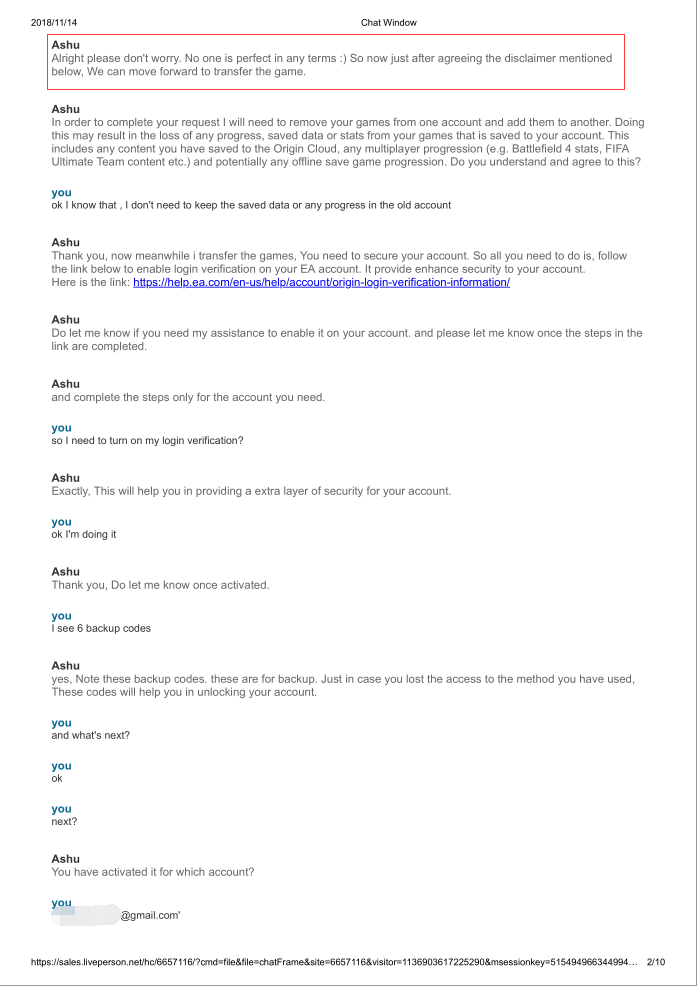 2018/11/14 Chat Window
Ashu
Alright please don't worry. No one is perfect in any terms :) So now just after agreeing the disclaimer mentioned
below, We can move forward to transfer the game.
Ashu
In order to complete your request I will need to remove your games from one account and add them to another. Doing
this may result in the loss of any progress, saved data or stats from your games that is saved to your account. This
includes any content you have saved to the Origin Cloud, any multiplayer progression (e.g. Battlefield 4 stats, FIFA
Ultimate Team content etc.) and potentially any offline save game progression. Do you understand and agree to this?
you
ok I know that , I don't need to keep the saved data or any progress in the old account
Ashu
Thank you, now meanwhile i transfer the games, You need to secure your account. So all you need to do is, follow
the link below to enable login verification on your EA account. It provide enhance security to your account.
Here is the link: https://help.ea.com/en-us/help/account/origin-login-verification-information/
Ashu
Do let me know if you need my assistance to enable it on your account. and please let me know once the steps in the
link are completed.
Ashu
and complete the steps only for the account you need.
you
so I need to turn on my login verification?
Ashu
Exactly, This will help you in providing a extra layer of security for your account.
you
ok I'm doing it
Ashu
Thank you, Do let me know once activated.
you
I see 6 backup codes
Ashu
yes, Note these backup codes. these are for backup. Just in case you lost the access to the method you have used,
These codes will help you in unlocking your account.
you
and what's next?
you
ok
you
next?
Ashu
You have activated it for which account?
you
@gmail.com'
https://sales.liveperson.net/hc/6657116/?cmd=file&file=chatFrame&site=6657116&visitor=1136903617225290&msessionkey=515494966344994… 2/10